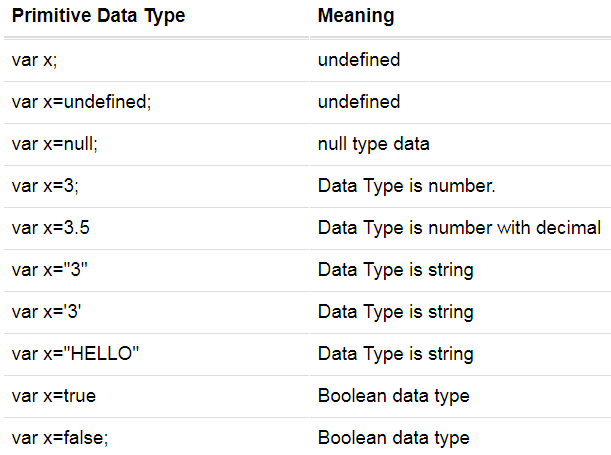 Primitive Data Type Meaning
var x; undefined
var x=undefined; undefined
var x=null; null type data
var x=3; Data Type is number.
var x=3.5 Data Type is number with decimal
var x="3" Data Type is string
var x='3' Data Type is string
var x="HELLO" Data Type is string
var x=true Boolean data type
var x=false; Boolean data type